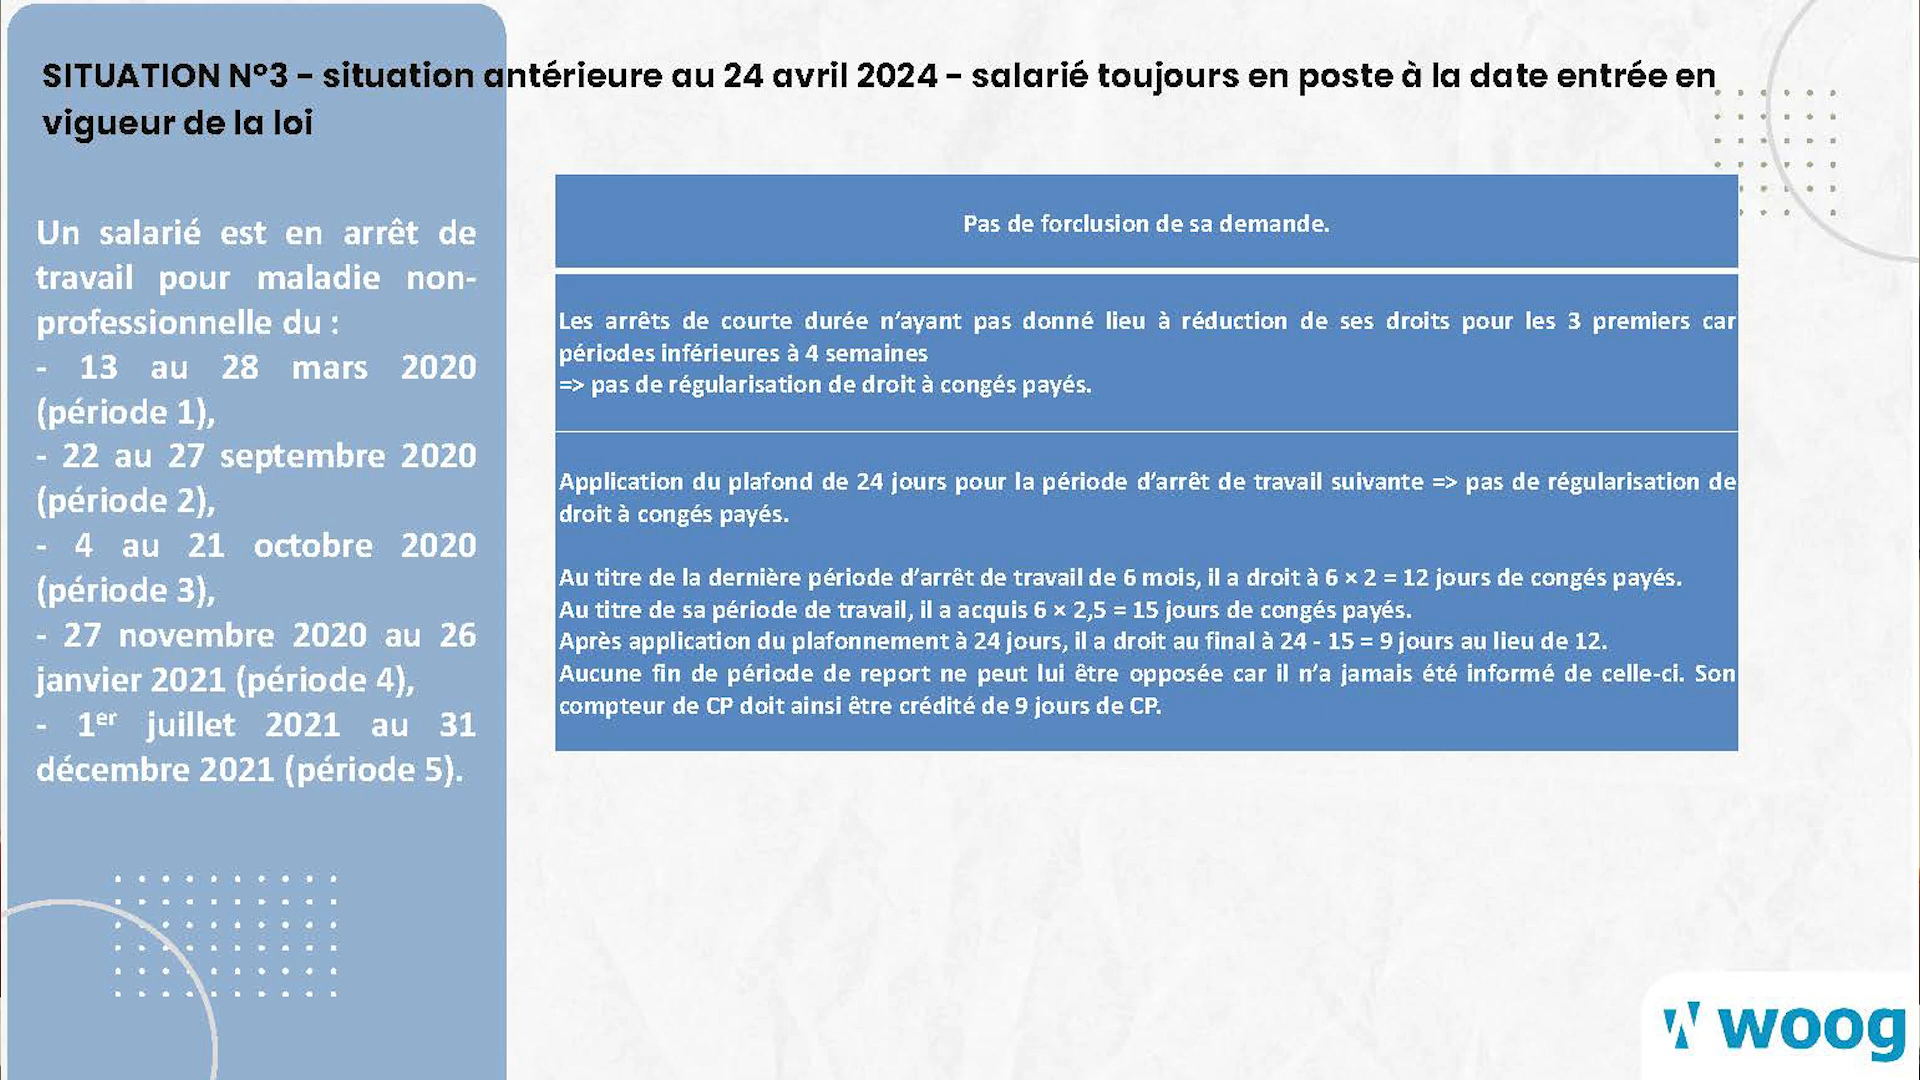 SITUATION N°3 – situation antérieure au 24 avril 2024 – salarié toujours en poste à la date entrée en
vigueur de la loi
Un salarié est en arrêt de
travail pour maladie non-
professionnelle du :
- 13 au 28 mars 2020
(période 1),
- 22 au 27 septembre 2020
(période 2),
- 4 au 21 octobre 2020
(période 3),
- 27 novembre 2020 au 26
janvier 2021 (période 4),
- 1er juillet 2021 au 31
décembre 2021 (période 5).
Pas de forclusion de sa demande.
Les arrêts de courte durée n’ayant pas donné lieu à réduction de ses droits pour les 3 premiers car
périodes inférieures à 4 semaines
=> pas de régularisation de droit à congés payés.
Application du plafond de 24 jours pour la période d’arrêt de travail suivante => pas de régularisation de
droit à congés payés.
Au titre de la dernière période d’arrêt de travail de 6 mois, il a droit à 6 × 2 = 12 jours de congés payés.
Au titre de sa période de travail, il a acquis 6 × 2,5 = 15 jours de congés payés.
Après application du plafonnement à 24 jours, il a droit au final à 24 - 15 = 9 jours au lieu de 12.
Aucune fin de période de report ne peut lui être opposée car il n’a jamais été informé de celle-ci. Son
compteur de CP doit ainsi être crédité de 9 jours de CP.
woog